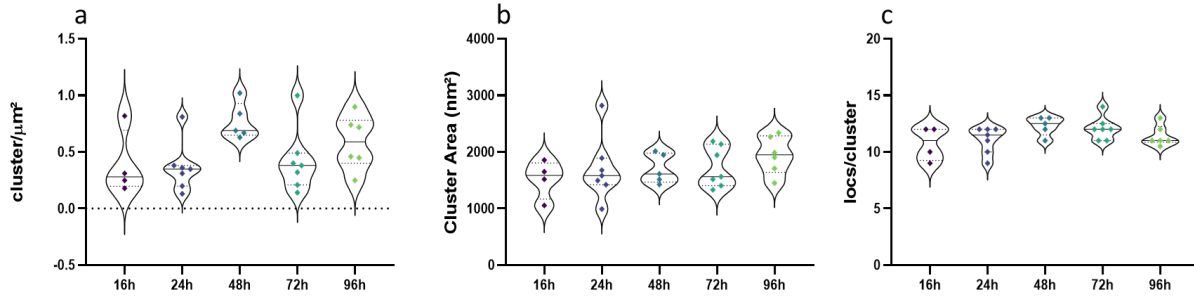 a
cluster/μm²
1.5
1.0
0.5
0.0
-0.5
16h 24h 48h 72h 96h
b
Cluster Area (nm²)
4000
3000
2000
1000
0
16h 24h 48h 72h 96h
c
locs/cluster
20
15
10
5
0
16h 24h 48h 72h 96h